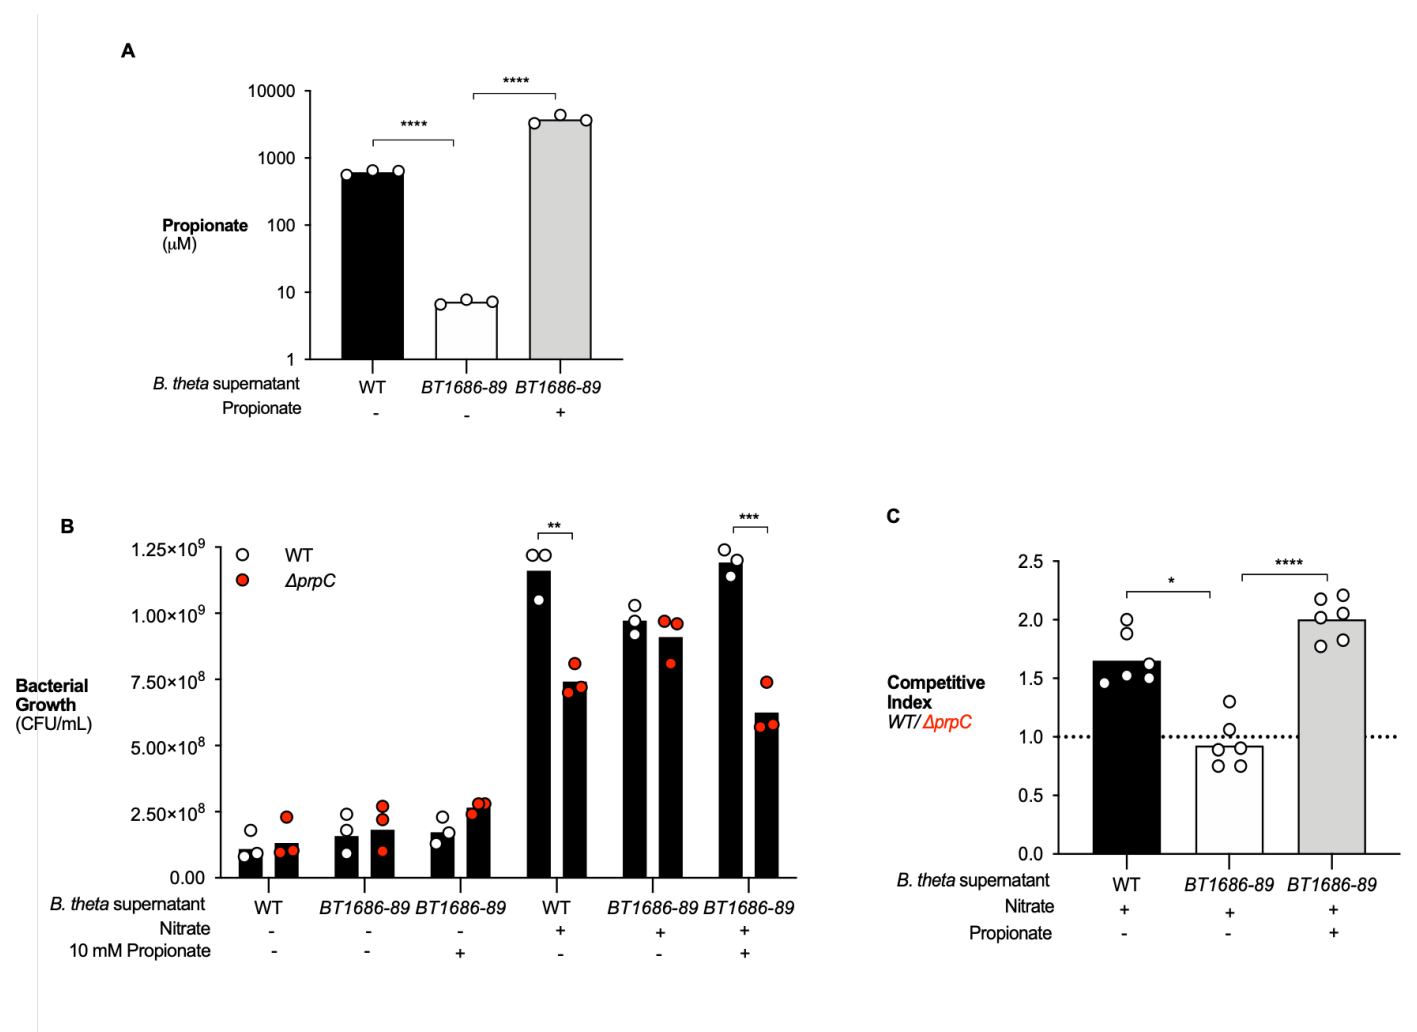 A
****
****
10000
1000
100
10
1
Propionate
(μM)
B. theta supernatant WT BT1686-89 BT1686-89
Propionate - - +
B
WT
ΔprpC
** ***
1.25×10⁹
1.00×10⁹
7.50×10⁸
5.00×10⁸
2.50×10⁸
0.00
Bacterial
Growth
(CFU/mL)
B. theta supernatant WT BT1686-89 BT1686-89 WT BT1686-89 BT1686-89
Nitrate - - - + + +
10 mM Propionate - - + - - +
C
* ****
2.5
2.0
1.5
1.0
0.5
0.0
Competitive
Index
WT/ΔprpC
B. theta supernatant WT BT1686-89 BT1686-89
Nitrate + + +
Propionate - - +